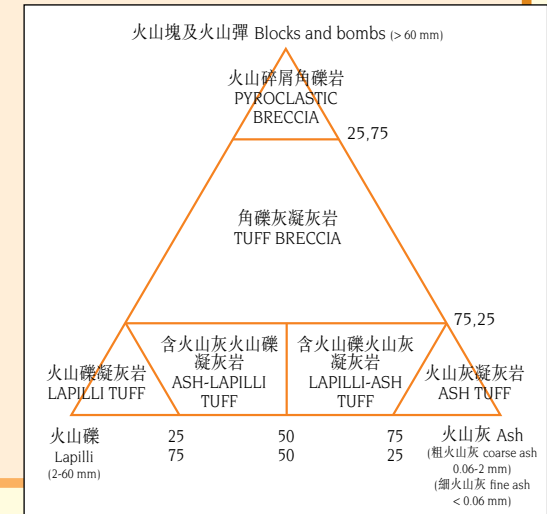 火山塊及火山彈 Blocks and bombs (> 60 mm)
火山碎屑角礫岩
PYROCLASTIC
BRECCIA
25,75
角礫灰凝灰岩
TUFF BRECCIA
75,25
火山礫凝灰岩
LAPILLI TUFF
含火山灰火山礫
凝灰岩
ASH-LAPILLI
TUFF
含火山礫火山灰
凝灰岩
LAPILLI-ASH
TUFF
火山灰凝灰岩
ASH TUFF
火山礫
Lapilli
(2-60 mm)
25
75
50
50
75
25
火山灰 Ash
(粗火山灰 coarse ash
0.06-2 mm)
(細火山灰 fine ash
< 0.06 mm)